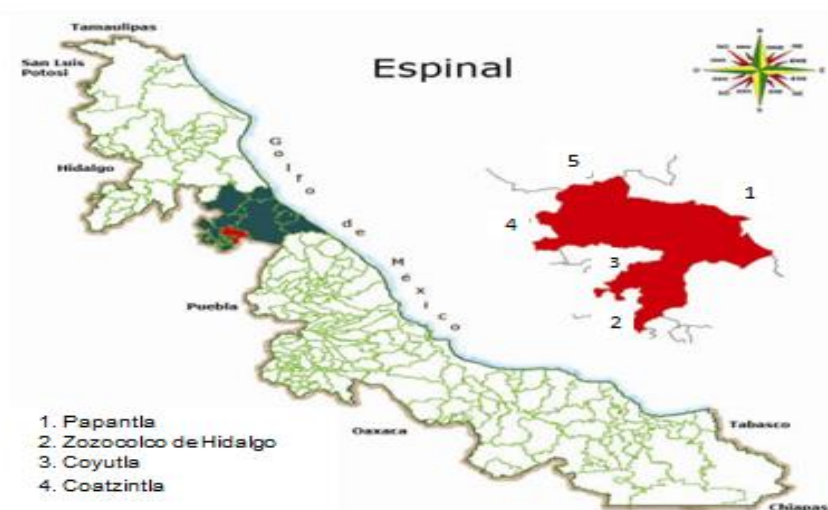 Tamaulipas
San Luis
Potosi
Espinal
Hidalgo
Golfo de México
5
1
4
3
2
Puebla
1. Papantla
2. Zozocolco de Hidalgo
3. Coyutla
4. Coatzintla
Oaxaca
Tabasco
Chiapas